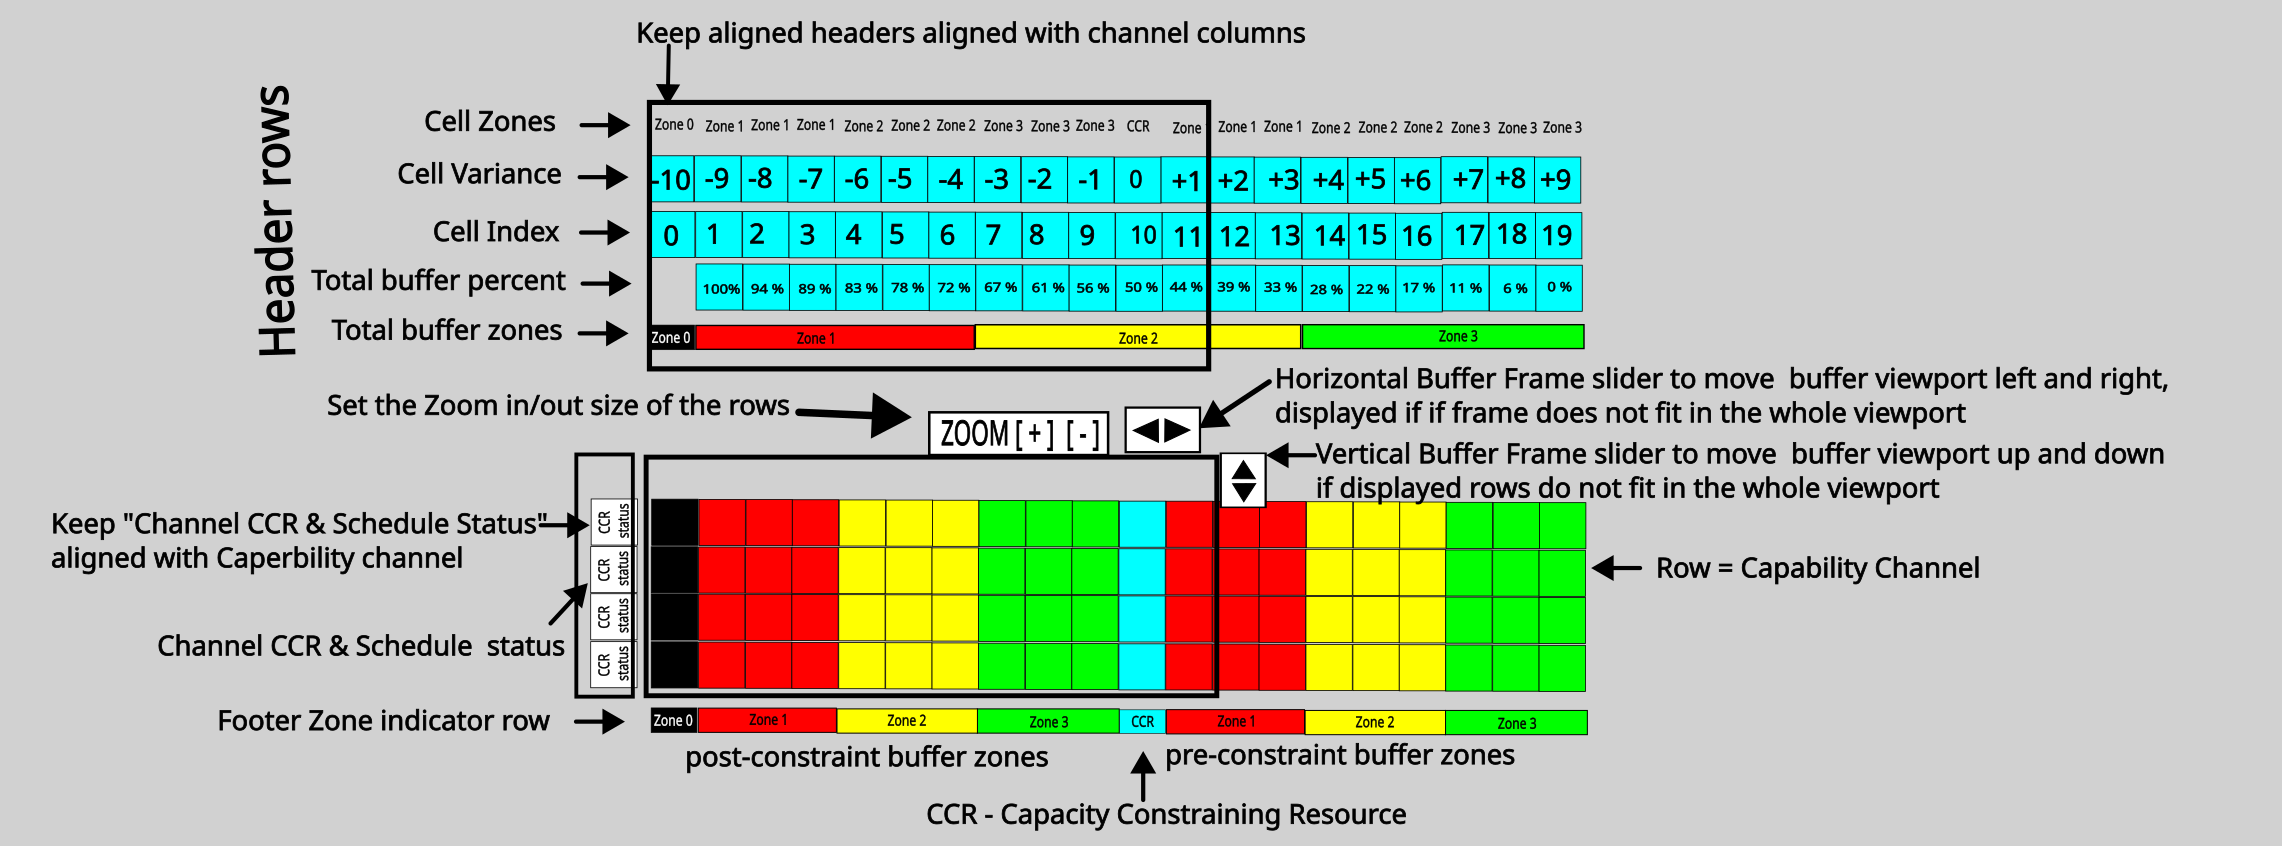 Keep aligned headers aligned with channel columns
Header rows
Cell Zones
Zone 0 Zone 1 Zone 1 Zone 1 Zone 2 Zone 2 Zone 2 Zone 3 Zone 3 Zone 3 CCR Zone Zone 1 Zone 1 Zone 2 Zone 2 Zone 2 Zone 3 Zone 3 Zone 3
Cell Variance
-10 -9 -8 -7 -6 -5 -4 -3 -2 -1 0 +1 +2 +3 +4 +5 +6 +7 +8 +9
Cell Index
0 1 2 3 4 5 6 7 8 9 10 11 12 13 14 15 16 17 18 19
Total buffer percent
100% 94 % 89 % 83 % 78 % 72 % 67 % 61 % 56 % 50 % 44 % 39 % 33 % 28 % 22 % 17 % 11 % 6 % 0 %
Total buffer zones
Zone 0 Zone 1 Zone 2 Zone 3
Set the Zoom in/out size of the rows
ZOOM [ + ] [ - ]
Horizontal Buffer Frame slider to move buffer viewport left and right,
displayed if if frame does not fit in the whole viewport
Vertical Buffer Frame slider to move buffer viewport up and down
if displayed rows do not fit in the whole viewport
Keep "Channel CCR & Schedule Status"
aligned with Caperbility channel
CCR
status
CCR
status
CCR
status
CCR
status
Row = Capability Channel
Channel CCR & Schedule status
Footer Zone indicator row
Zone 0 Zone 1 Zone 2 Zone 3 CCR Zone 1 Zone 2 Zone 3
post-constraint buffer zones
pre-constraint buffer zones
CCR - Capacity Constraining Resource